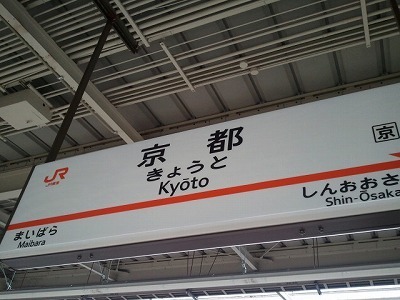 JR
京都
きょうと
Kyōto
京
まいばら
Maibara
しんおおさ
Shin-Ōsaka